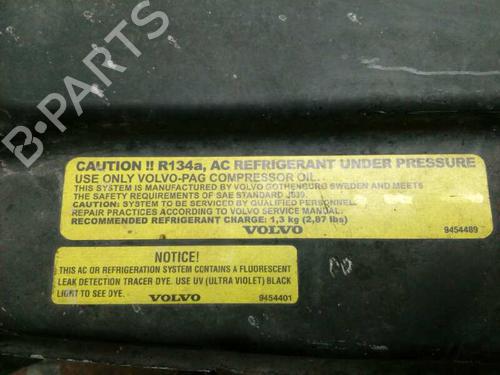 B-PARTS
CAUTION !! R134a, AC REFRIGERANT UNDER PRESSURE
USE ONLY VOLVO-PAG COMPRESSOR OIL.
THIS SYSTEM IS MANUFACTURED BY VOLVO GOTHENBURG SWEDEN AND MEETS
THE SAFETY REQUIREMENTS OF SAE STANDARD J639.
CAUTION: SYSTEM TO BE SERVICED BY QUALIFIED PERSONNEL.
REPAIR PRACTICES ACCORDING TO VOLVO SERVICE MANUAL.
RECOMMENDED REFRIGERANT CHARGE: 1,3 kg (2,87 lbs)
VOLVO 9454489
NOTICE!
THIS AC OR REFRIGERATION SYSTEM CONTAINS A FLUORESCENT
LEAK DETECTION TRACER DYE. USE UV (ULTRA VIOLET) BLACK
LIGHT TO SEE DYE. VOLVO 9454401